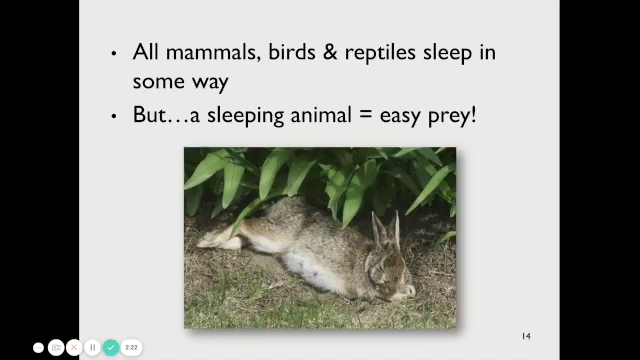 • All mammals, birds & reptiles sleep in
some way
• But...a sleeping animal = easy prey!
14
2:22